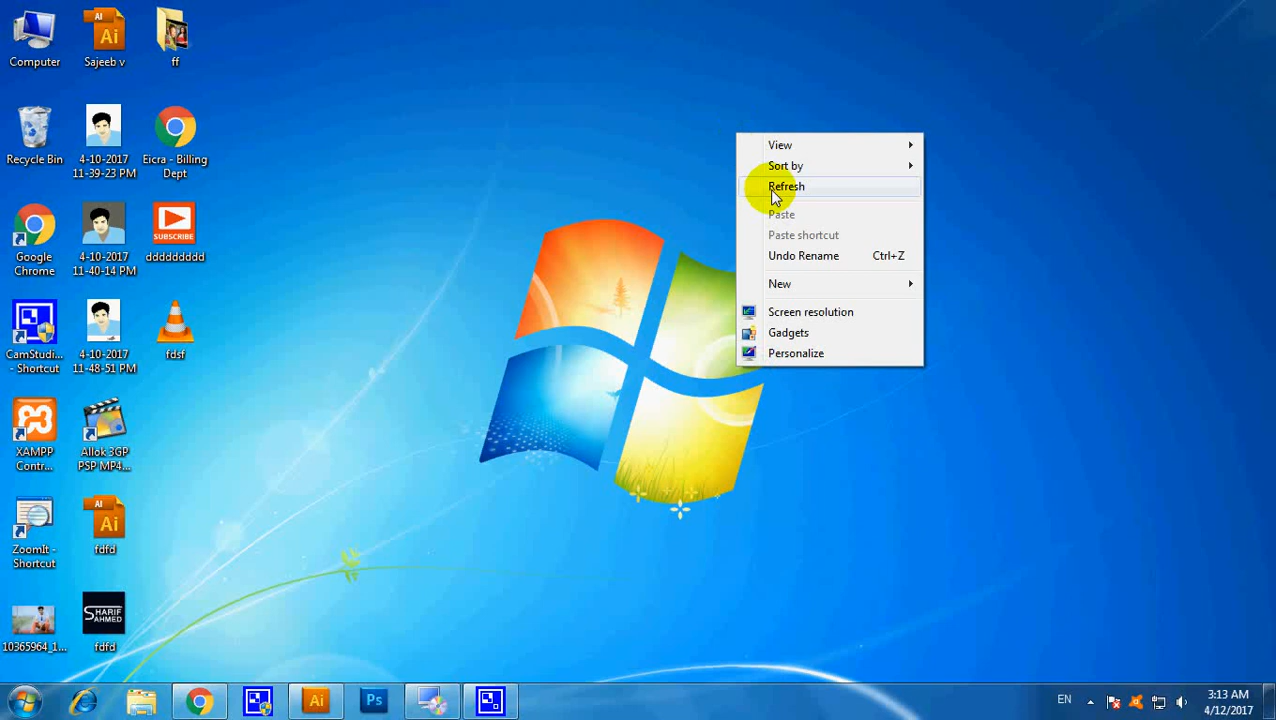 Computer
Sajeeb v
ff
Recycle Bin
4-10-2017
11-39-23 PM
Eicra - Billing
Dept
Google
Chrome
4-10-2017
11-40-14 PM
SUBSCRIBE
ddddddddd
CamStudi...
- Shortcut
4-10-2017
11-48-51 PM
fdsf
XAMPP
Contr...
Allok 3GP
PSP MP4...
ZoomIt -
Shortcut
Ai
Ai
fdfd
10365964_1...
SHARIF
AHMED
fdfd
View
Sort by
Refresh
Paste
Paste shortcut
Undo Rename Ctrl+Z
New
Screen resolution
Gadgets
Personalize
Ai
Ps
EN
3:13 AM
4/12/2017